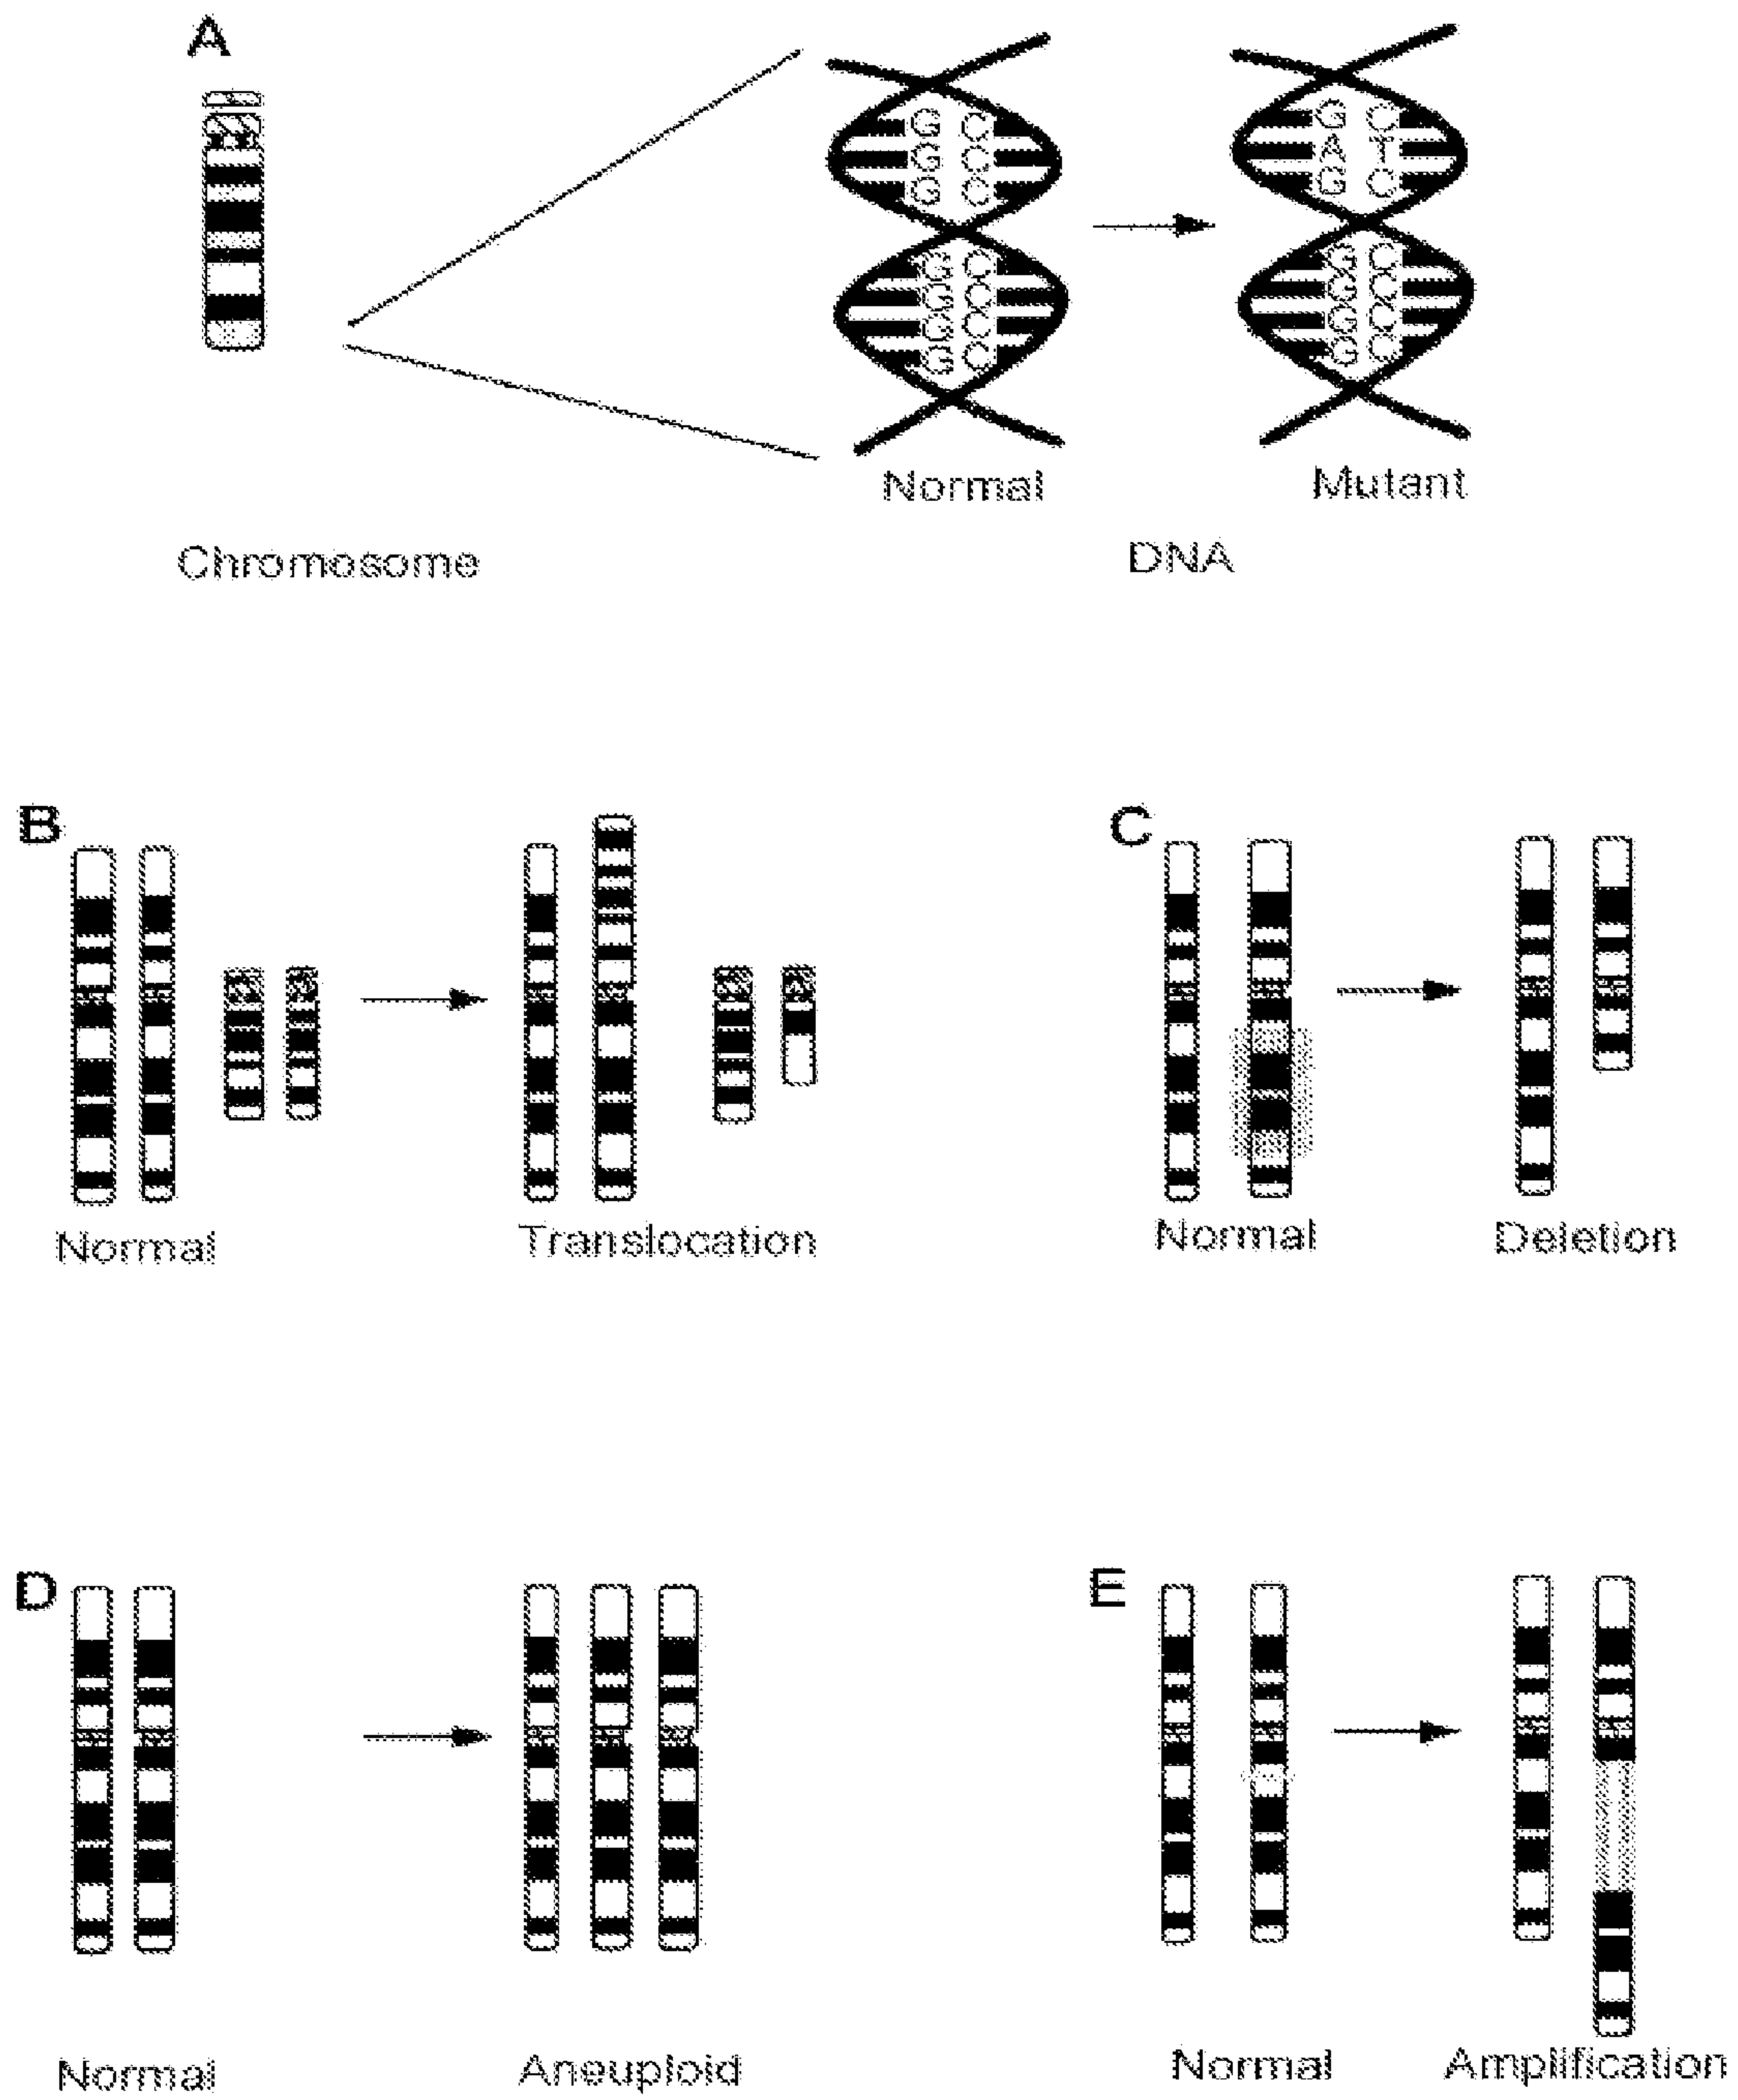 A
G C
G C
G C
G C
G C
G C
G C
G C
A T
G C
G C
G C
G C
G C
Normal
Mutant
Chromosome
DNA
B
C
Normal
Translocation
Normal
Deletion
D
E
Normal
Aneuploid
Normal
Amplification